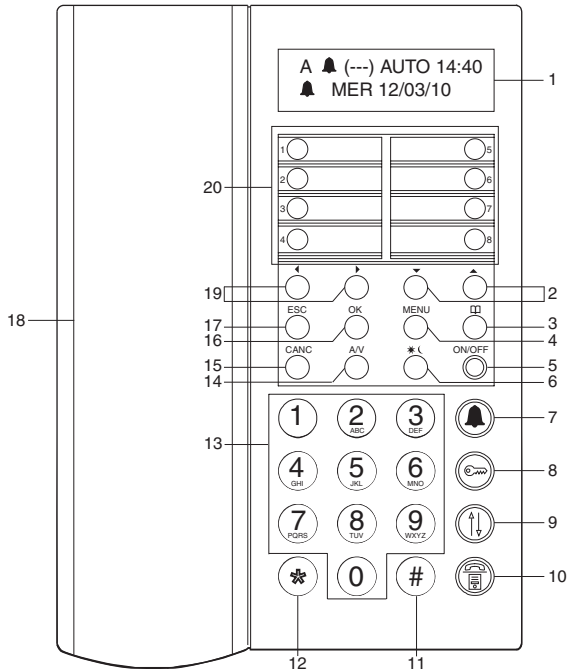 A 🔔 (---) AUTO 14:40
🔔 MER 12/03/10
1
1
5
2
6
20
3
7
4
8
19
2
18
17
ESC
OK
MENU
3
16
4
15
CANC
A/V
ON/OFF
5
14
6
13
1
2
ABC
3
DEF
7
4
GHI
5
JKL
6
MNO
8
7
PQRS
8
TUV
9
WXYZ
9
*
0
#
10
12
11